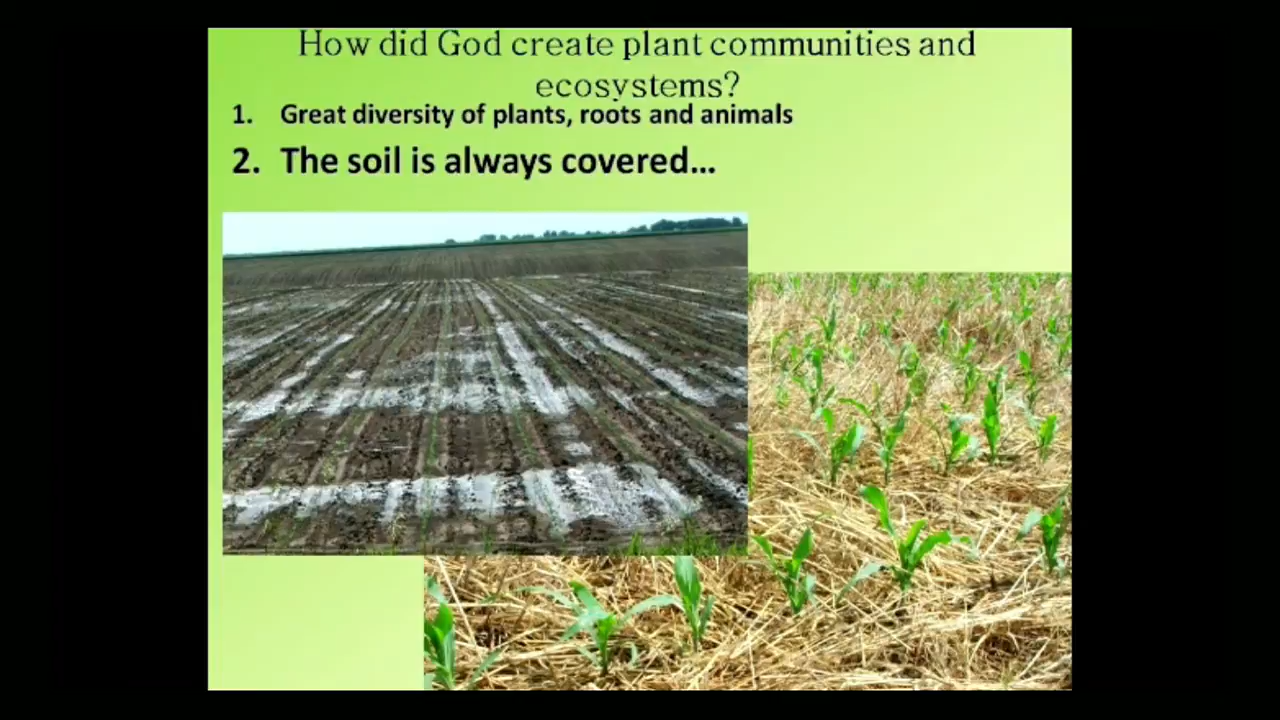 How did God create plant communities and
ecosystems?
1. Great diversity of plants, roots and animals
2. The soil is always covered...